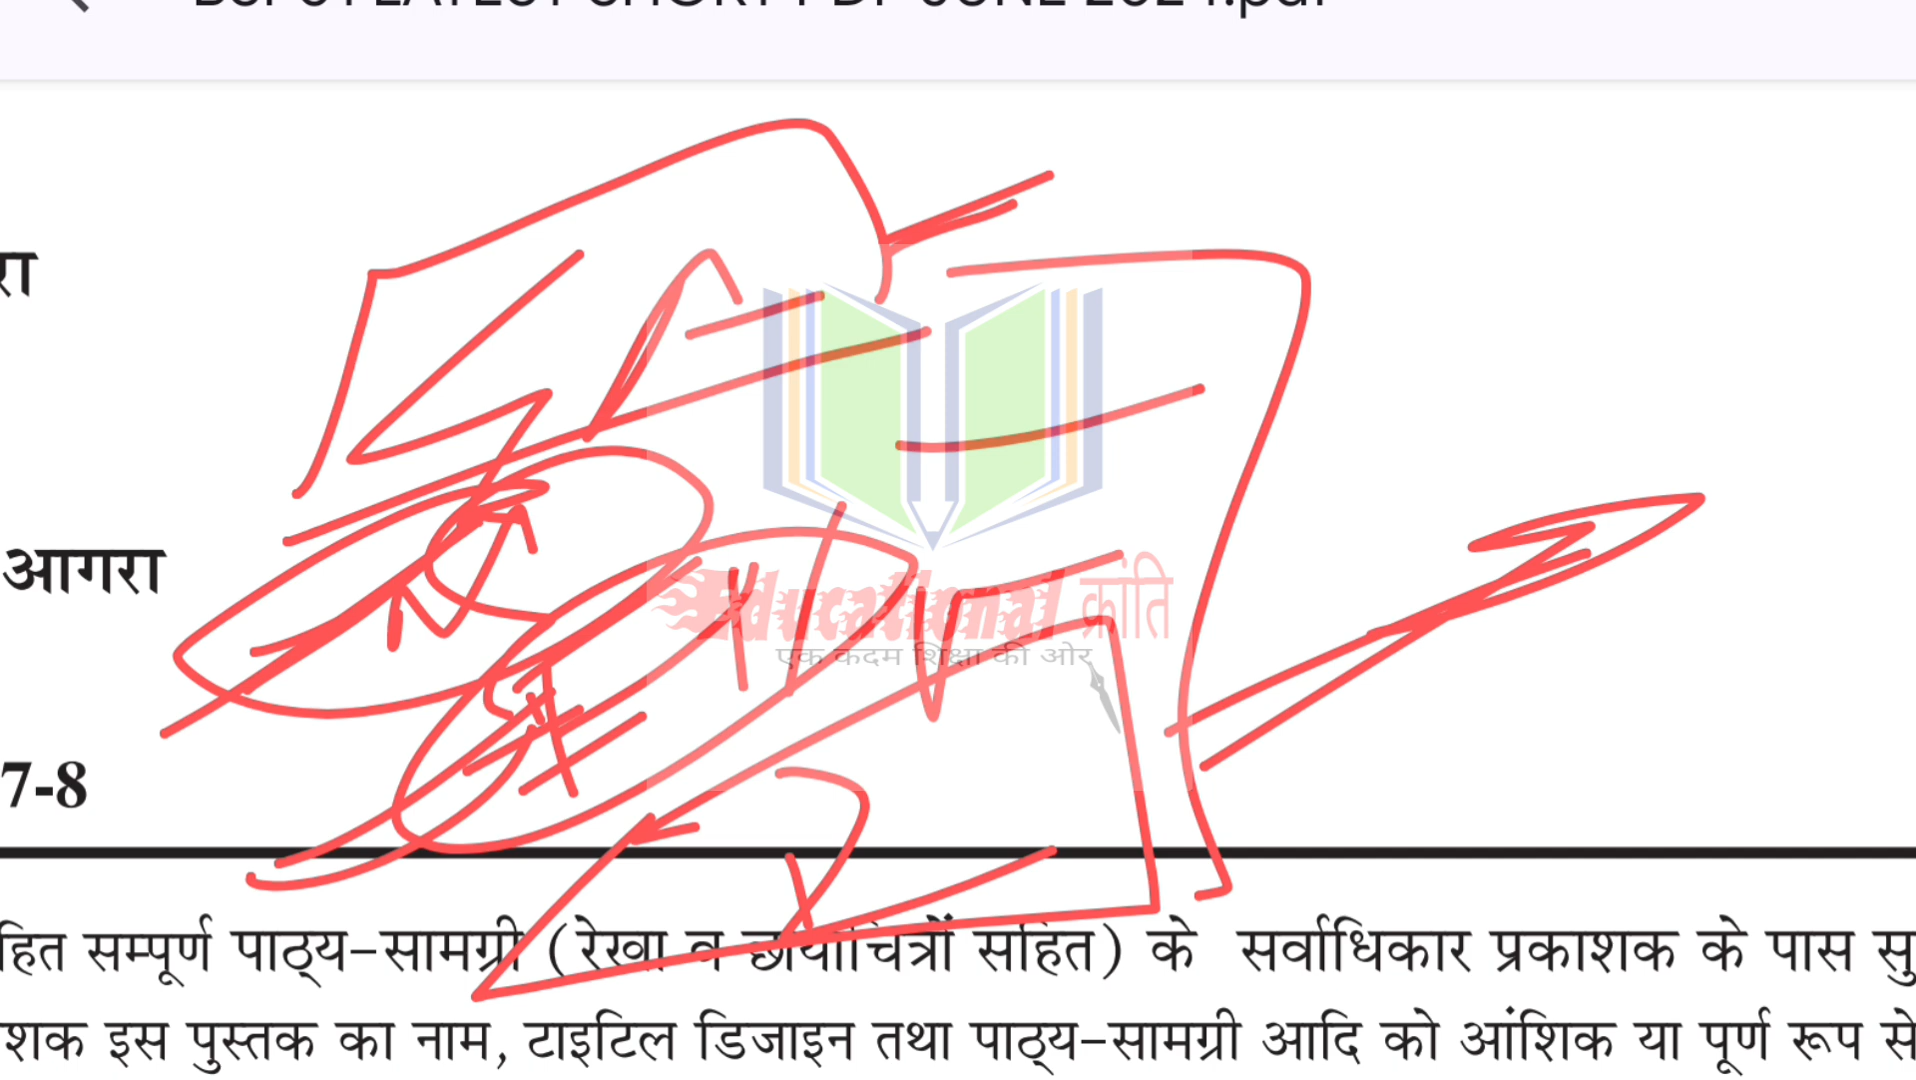 रा
आगरा
Educational क्रांति
एक कदम शिक्षा की ओर
7-8
हित सम्पूर्ण पाठ्य-सामग्री (रेखा व छायाचित्रों सहित) के सर्वाधिकार प्रकाशक के पास सु
शक इस पुस्तक का नाम, टाइटिल डिजाइन तथा पाठ्य-सामग्री आदि को आंशिक या पूर्ण रूप से